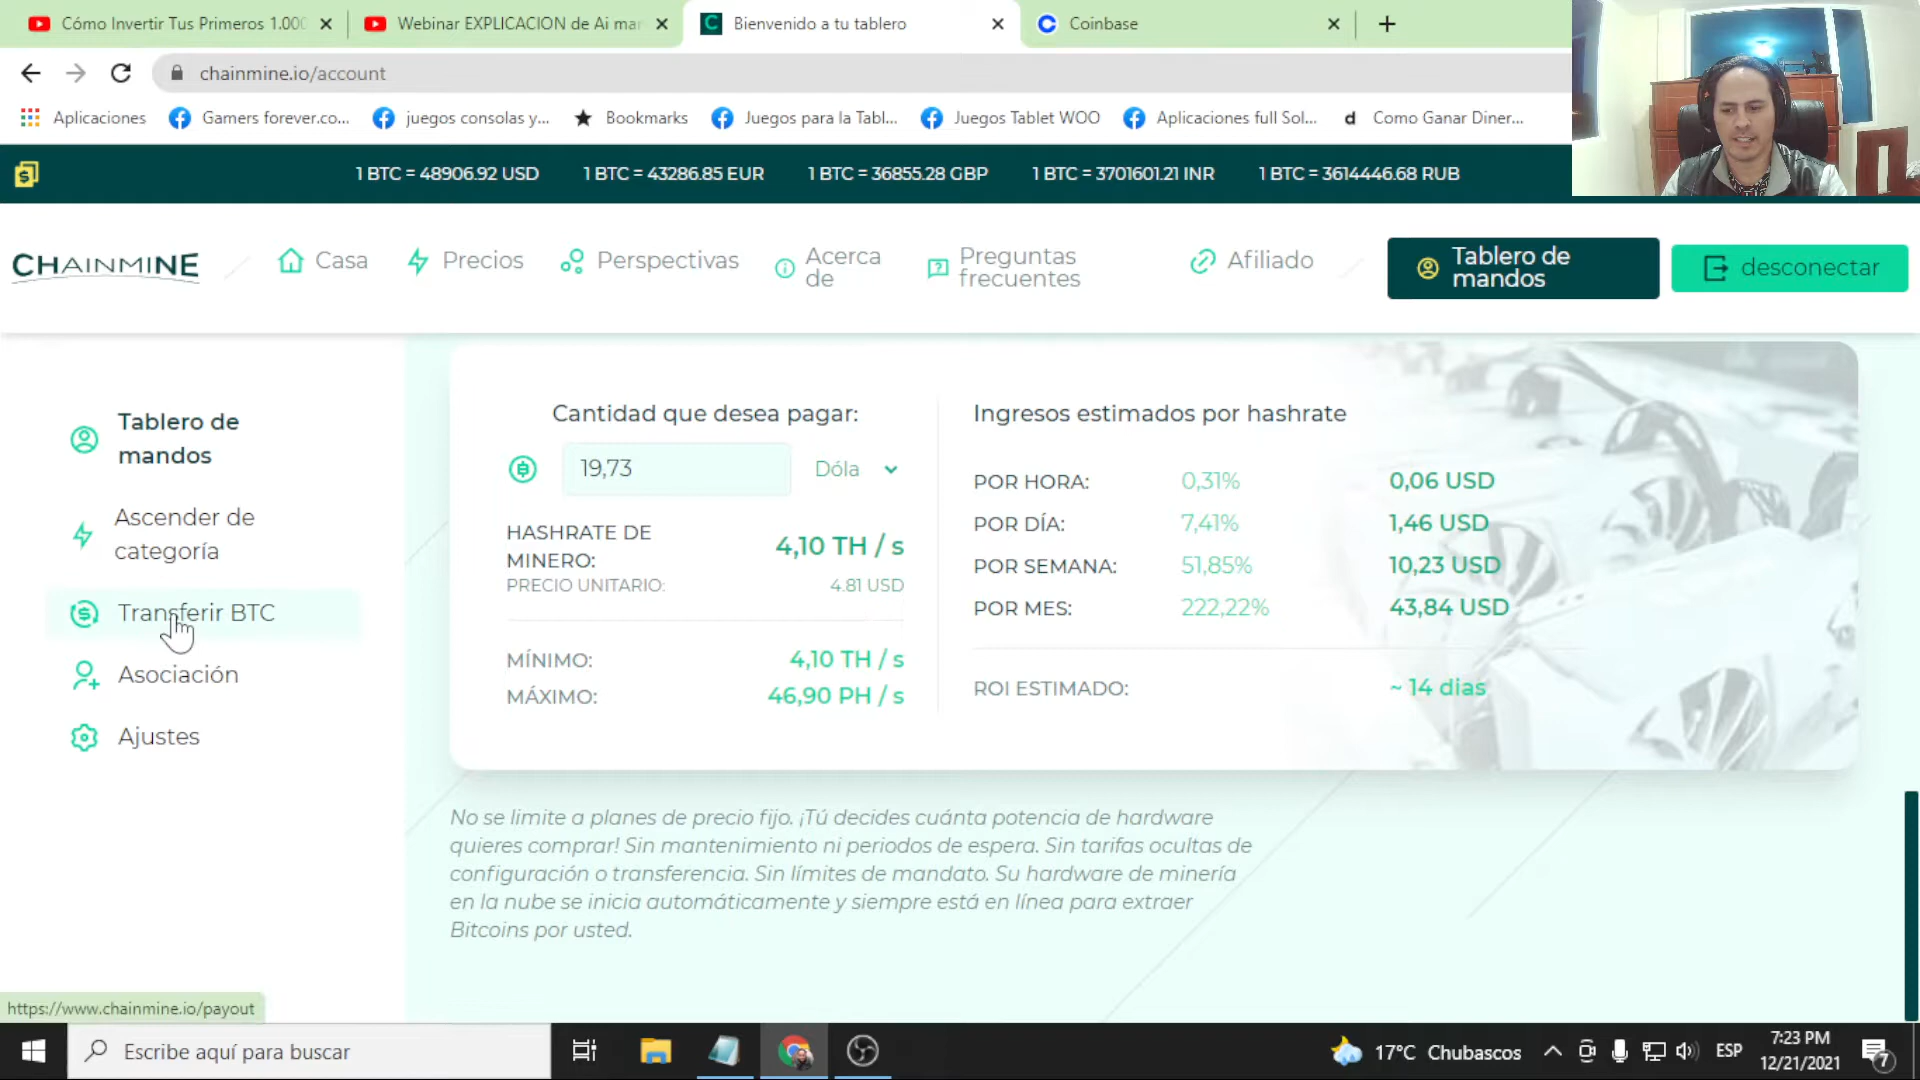 Cómo Invertir Tus Primeros 1.000
Webinar EXPLICACION de Ai mar
Bienvenido a tu tablero
Coinbase
chainmine.io/account
Aplicaciones
Gamers forever.co...
juegos consolas y...
Bookmarks
Juegos para la Tabl...
Juegos Tablet WOO
Aplicaciones full Sol...
d Como Ganar Diner...
1 BTC = 48906.92 USD
1 BTC = 43286.85 EUR
1 BTC = 36855.28 GBP
1 BTC = 3701601.21 INR
1 BTC = 3614446.68 RUB
CHAINMINE
Casa
Precios
Perspectivas
Acerca
de
Preguntas
frecuentes
Afiliado
Tablero de
mandos
desconectar
Tablero de
mandos
Ascender de
categoría
Transferir BTC
Asociación
Ajustes
Cantidad que desea pagar:
19,73
Dóla
HASHRATE DE
MINERO:
4,10 TH / s
PRECIO UNITARIO:
4.81 USD
MÍNIMO:
4,10 TH / s
MÁXIMO:
46,90 PH / s
Ingresos estimados por hashrate
POR HORA: 0,31% 0,06 USD
POR DÍA: 7,41% 1,46 USD
POR SEMANA: 51,85% 10,23 USD
POR MES: 222,22% 43,84 USD
ROI ESTIMADO: ~ 14 dias
No se limite a planes de precio fijo. ¡Tú decides cuánta potencia de hardware
quieres comprar! Sin mantenimiento ni periodos de espera. Sin tarifas ocultas de
configuración o transferencia. Sin límites de mandato. Su hardware de minería
en la nube se inicia automáticamente y siempre está en línea para extraer
Bitcoins por usted.
https://www.chainmine.io/payout
Escribe aquí para buscar
17°C Chubascos
ESP
7:23 PM
12/21/2021
7